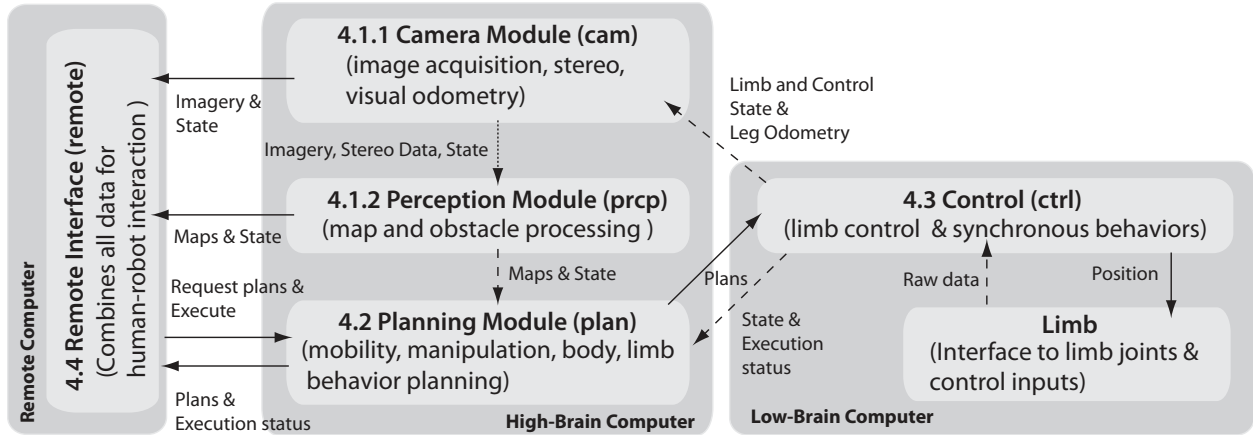 Remote Computer
4.4 Remote Interface (remote)
(Combines all data for
human-robot interaction )
Imagery &
State
Maps & State
Request plans &
Execute
Plans &
Execution status
4.1.1 Camera Module (cam)
(image acquisition, stereo,
visual odometry)
Imagery, Stereo Data, State
4.1.2 Perception Module (prcp)
(map and obstacle processing )
Maps & State
4.2 Planning Module (plan)
(mobility, manipulation, body, limb
behavior planning)
High-Brain Computer
Limb and Control
State &
Leg Odometry
Plans
State &
Execution
status
4.3 Control (ctrl)
(limb control & synchronous behaviors)
Raw data
Position
Limb
(Interface to limb joints &
control inputs)
Low-Brain Computer